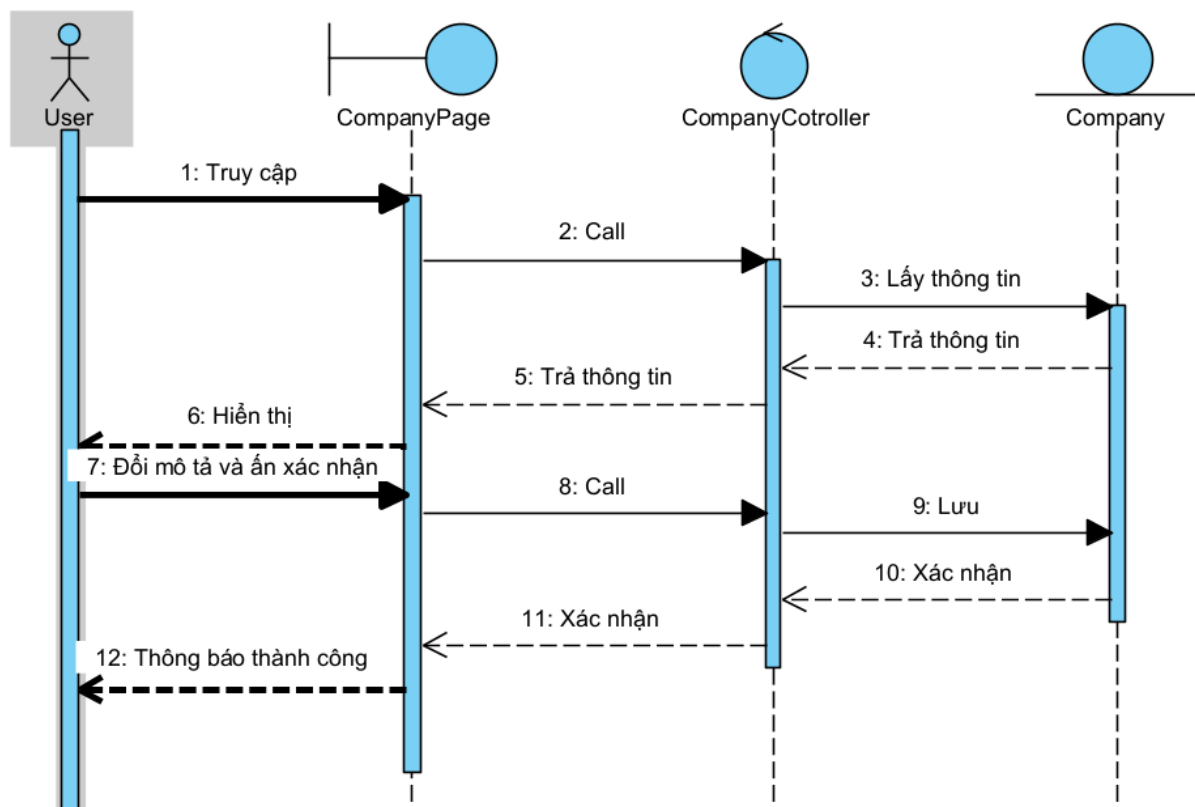 User
CompanyPage
CompanyCotroller
Company
1: Truy cập
2: Call
3: Lấy thông tin
4: Trả thông tin
5: Trả thông tin
6: Hiển thị
7: Đổi mô tả và ấn xác nhận
8: Call
9: Lưu
10: Xác nhận
11: Xác nhận
12: Thông báo thành công